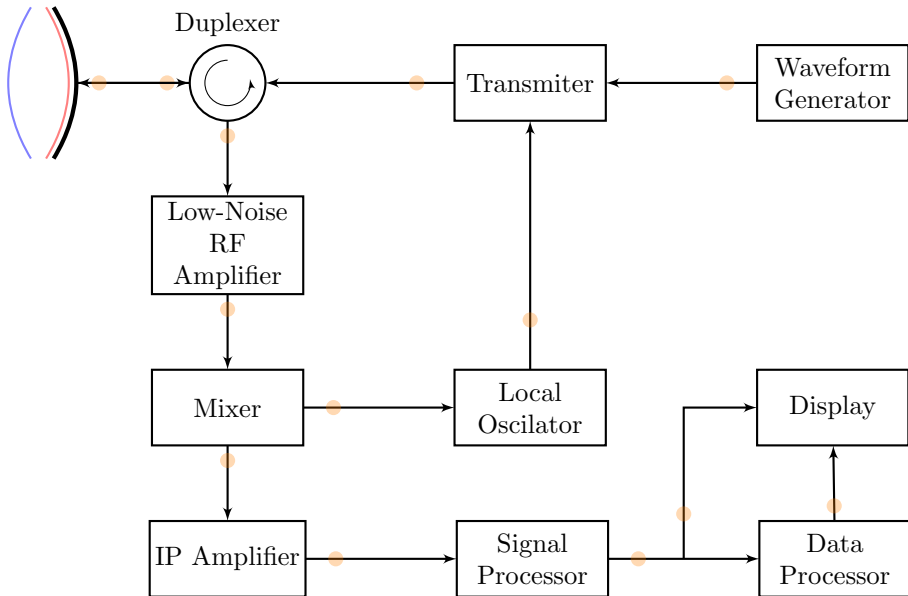 Duplexer
Transmiter
Waveform
Generator
Low-Noise
RF
Amplifier
Mixer
Local
Oscilator
Display
IP Amplifier
Signal
Processor
Data
Processor